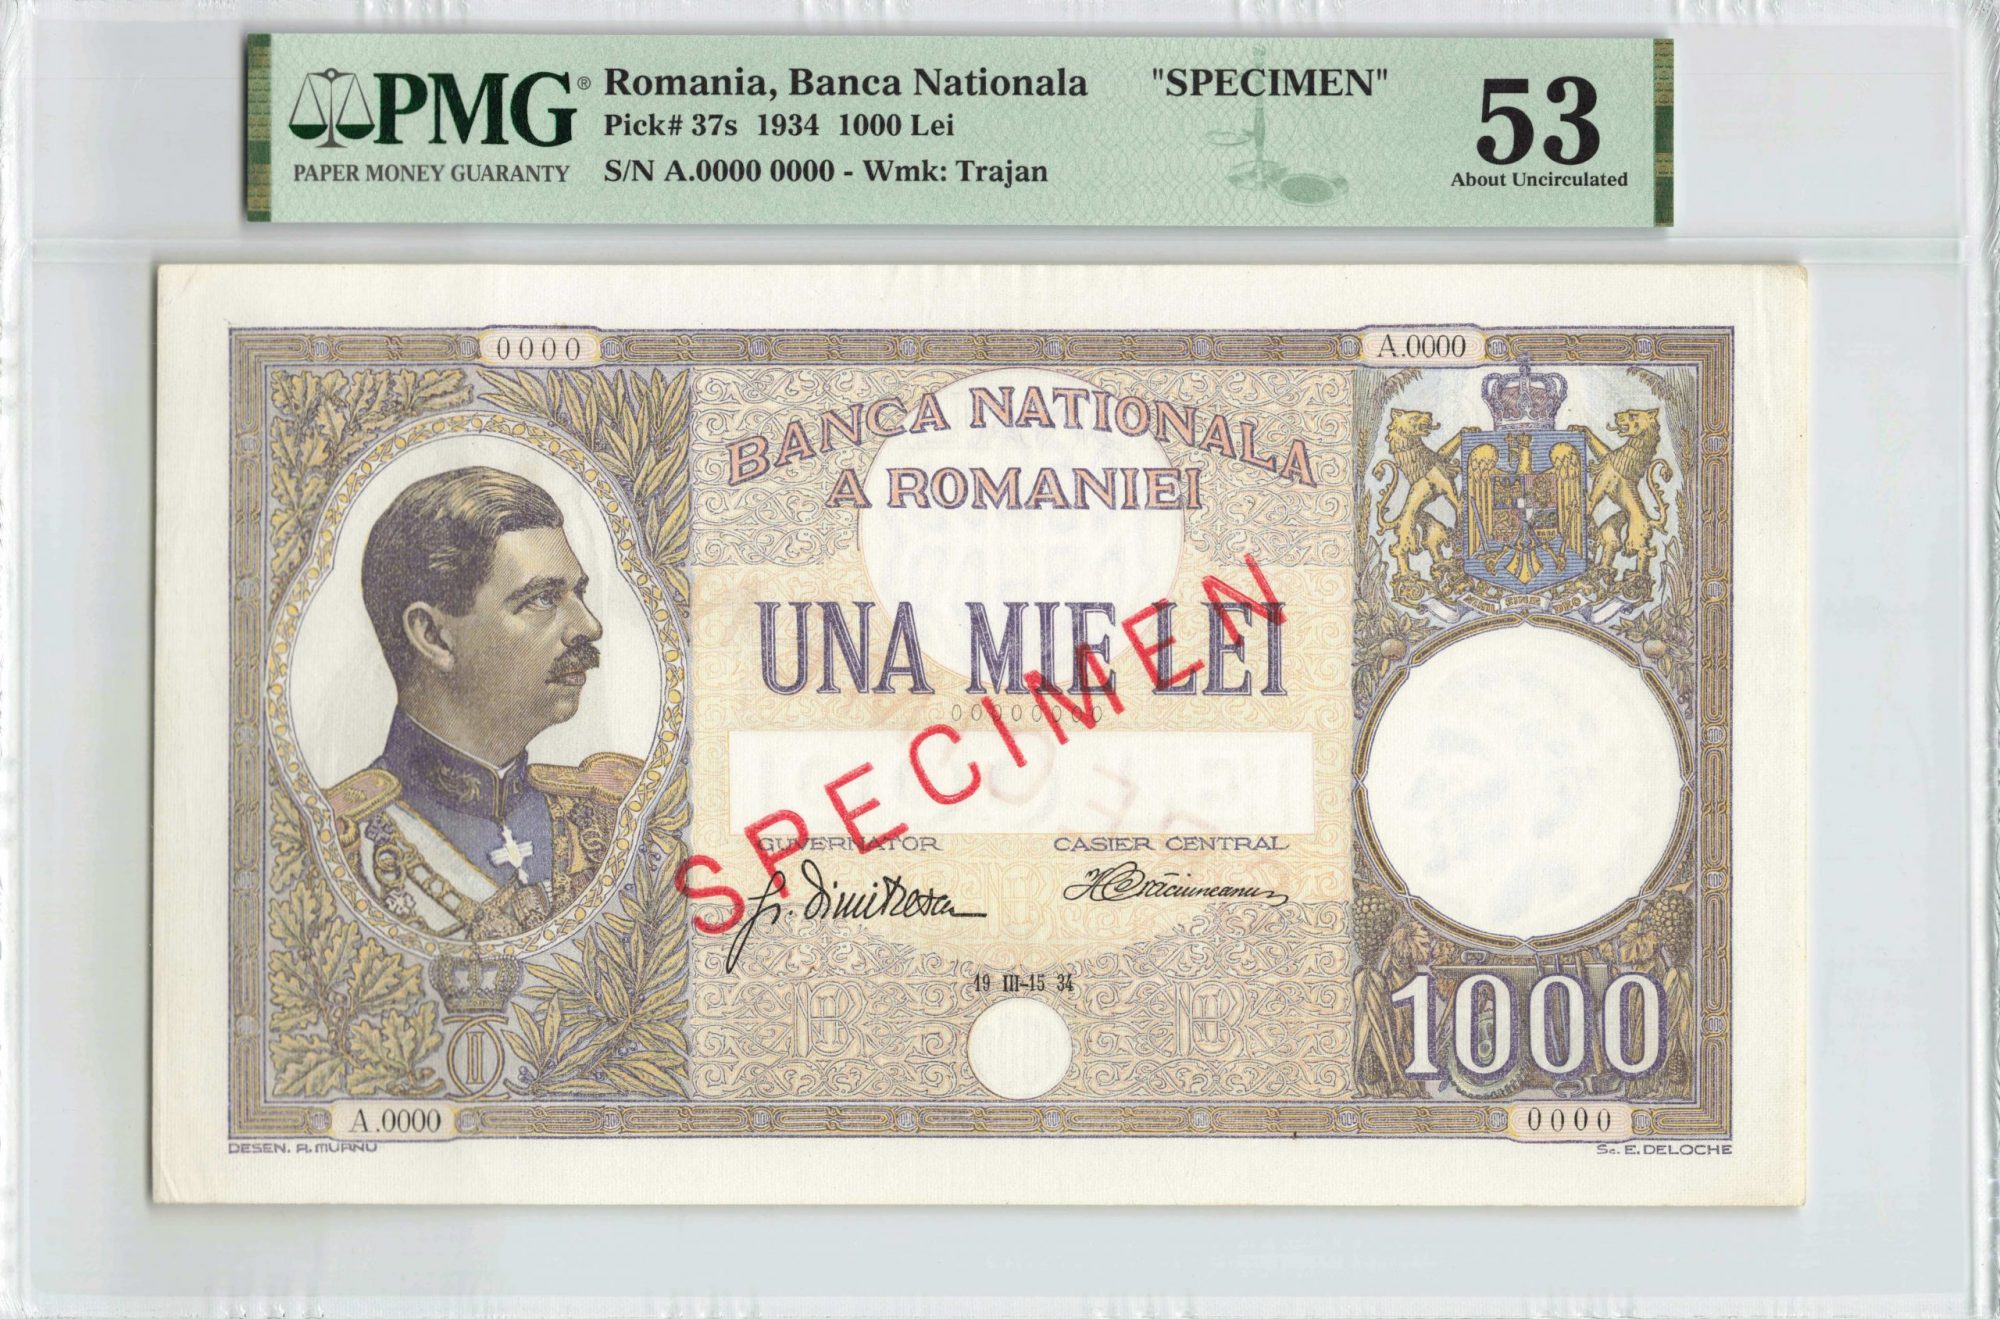 PMG®
PAPER MONEY GUARANTY
Romania, Banca Nationala "SPECIMEN"
Pick# 37s 1934 1000 Lei
S/N A.0000 0000 - Wmk: Trajan
53
About Uncirculated
0000
A.0000
BANCA NATIONALA
A ROMANIEI
UNA MIE LEI
00000000
SPECIMEN
GUVERNATOR
CASIER CENTRAL
19 III-15 34
1000
A.0000
0000
DESEN. A. MURNU
Sc. E. DELOCHE